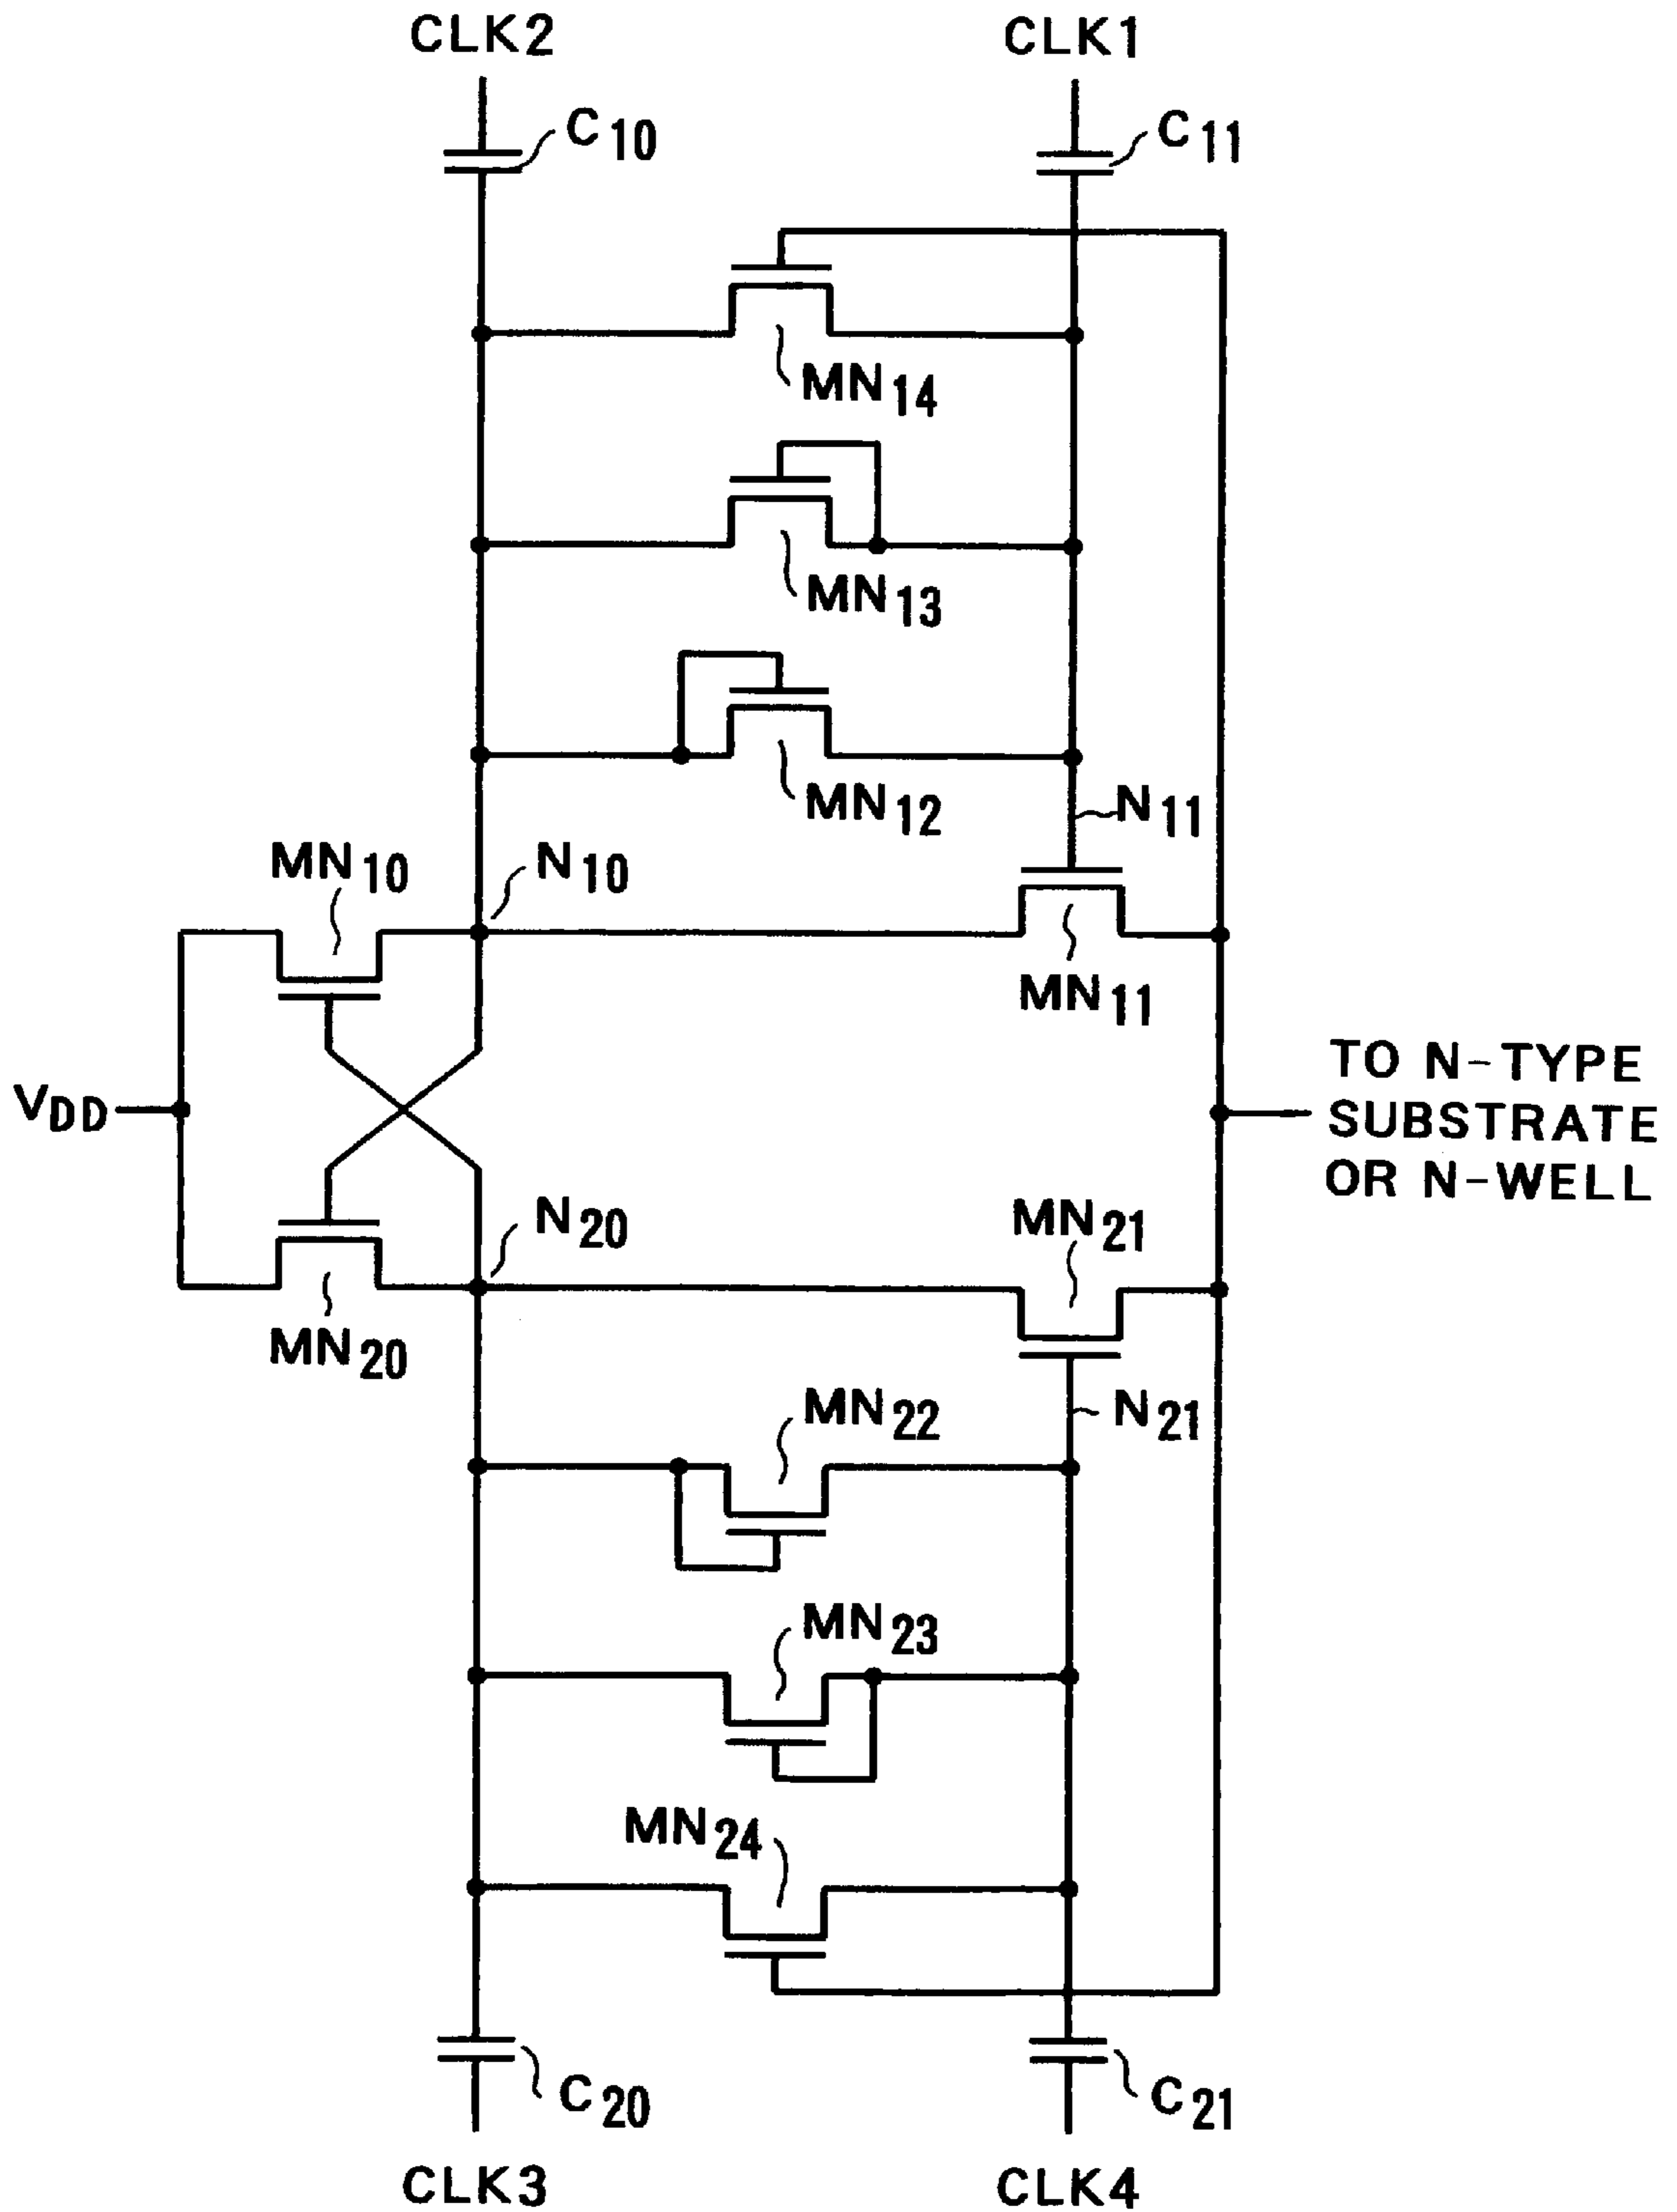 CLK2
CLK1
C10
C11
MN14
MN13
MN12
N11
MN10
N10
MN11
TO N-TYPE
SUBSTRATE
OR N-WELL
VDD
N20
MN21
MN20
MN22
N21
MN23
MN24
C20
C21
CLK3
CLK4